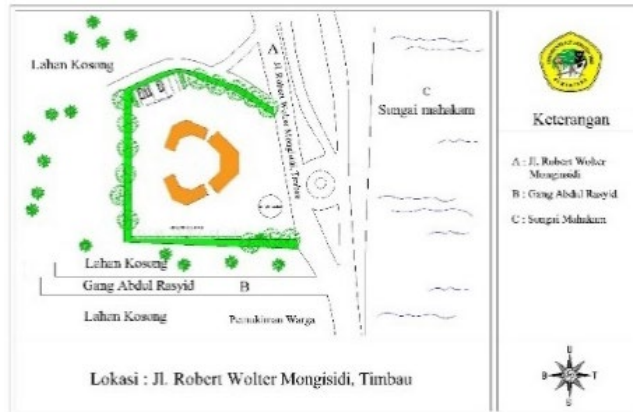 Lahan Kosong
A
Jl. Robert Wolter Mongisidi, Timbau
C
Sungai mahakam
Lahan Kosong
Gang Abdul Rasyid B
Lahan Kosong Pemukiman Warga
Lokasi : Jl. Robert Wolter Mongisidi, Timbau
Keterangan
A : Jl. Robert Wolter
Mongisidi
B : Gang Abdul Rasyid
C : Sungai Mahakam
U
B T
S